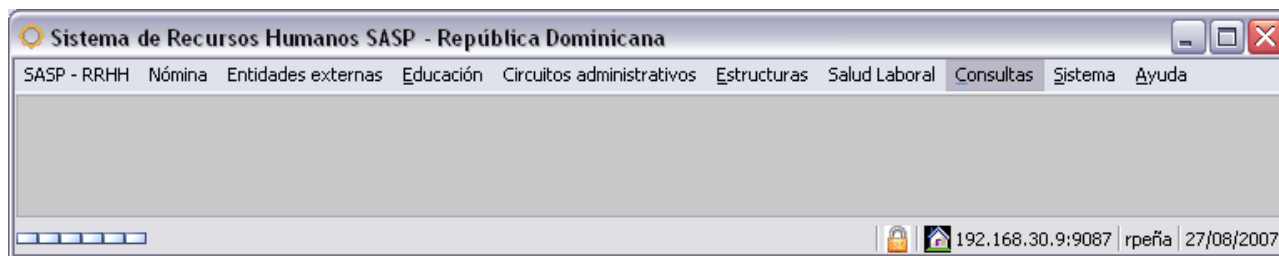 Sistema de Recursos Humanos SASP - República Dominicana
SASP - RRHH Nómina Entidades externas Educación Circuitos administrativos Estructuras Salud Laboral Consultas Sistema Ayuda
192.168.30.9:9087 rpeña 27/08/2007